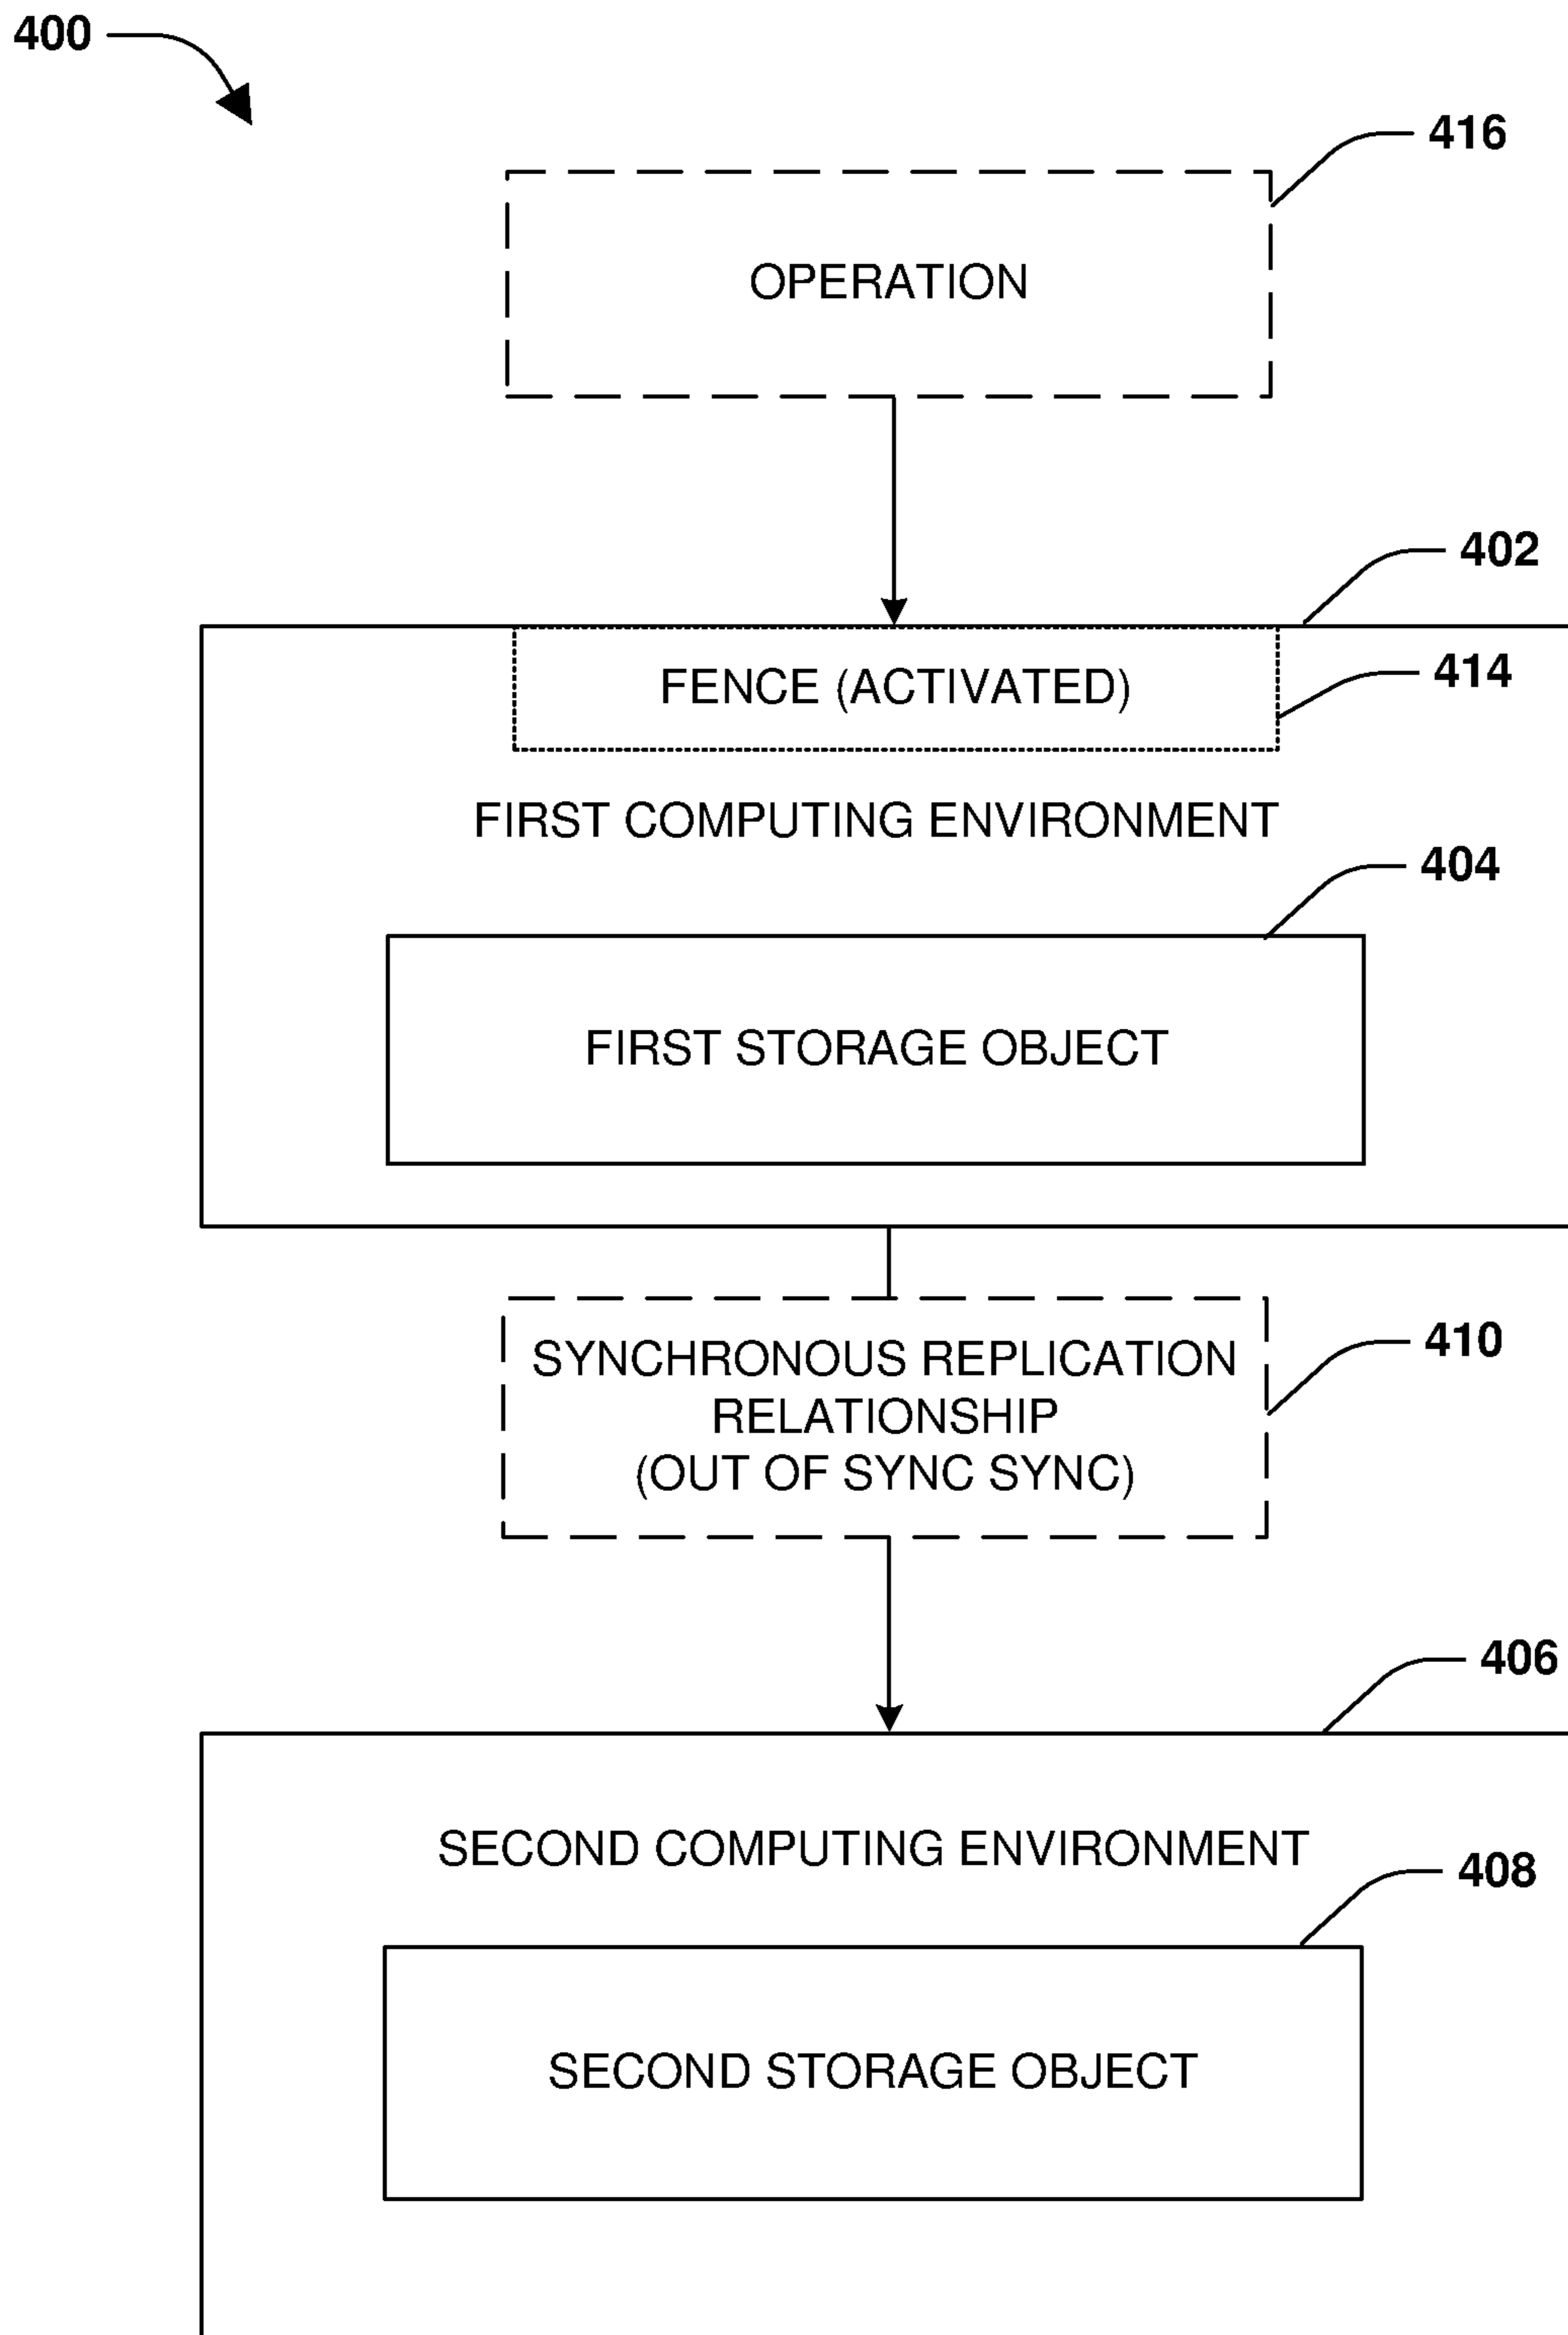 400
416
OPERATION
402
FENCE (ACTIVATED)
414
FIRST COMPUTING ENVIRONMENT
404
FIRST STORAGE OBJECT
SYNCHRONOUS REPLICATION
RELATIONSHIP
(OUT OF SYNC SYNC)
410
406
SECOND COMPUTING ENVIRONMENT
408
SECOND STORAGE OBJECT